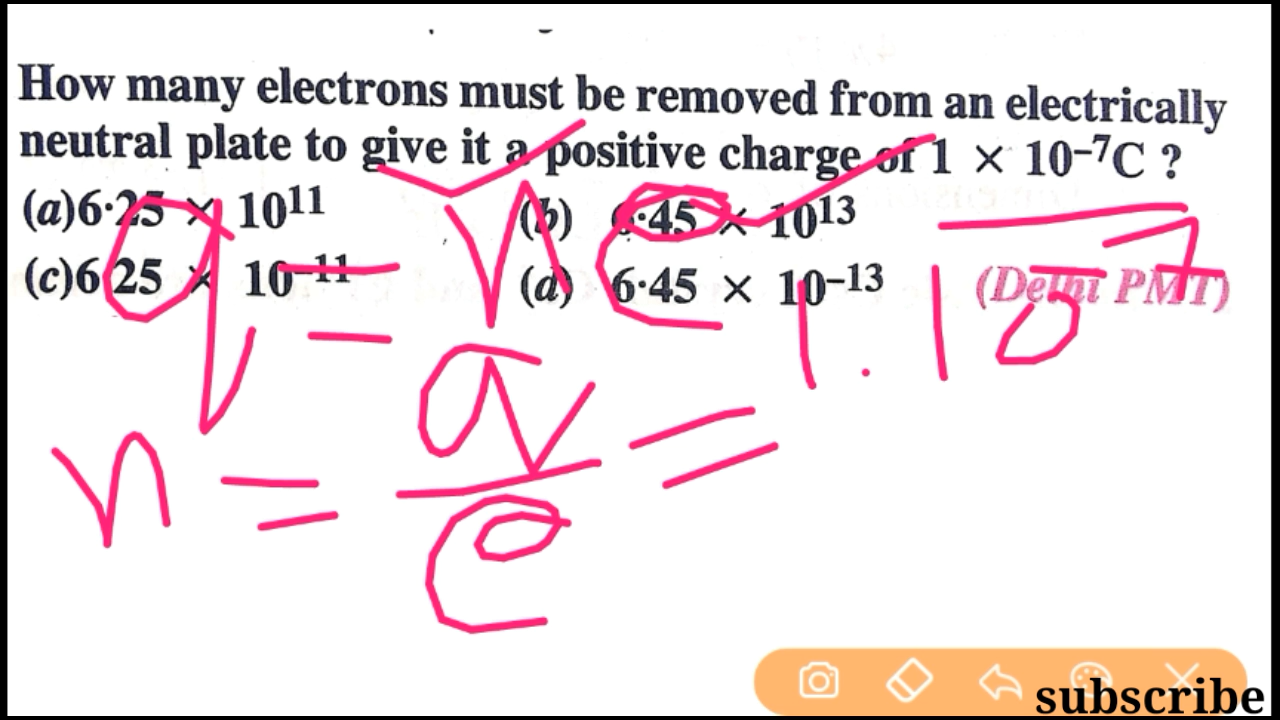 How many electrons must be removed from an electrically
neutral plate to give it a positive charge of 1 × 10⁻⁷C ?
(a) 6·25 × 10¹¹ (b) 6·45 × 10¹³
(c) 6·25 × 10⁻¹¹ (d) 6·45 × 10⁻¹³ (Delhi PMT)
q = ne
1.10⁻⁷
n = q/e =
subscribe